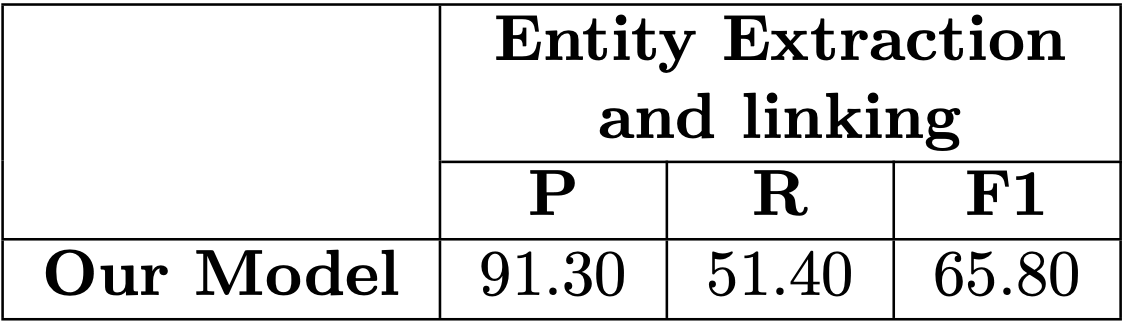 Entity Extraction
and linking
P R F1
Our Model 91.30 51.40 65.80